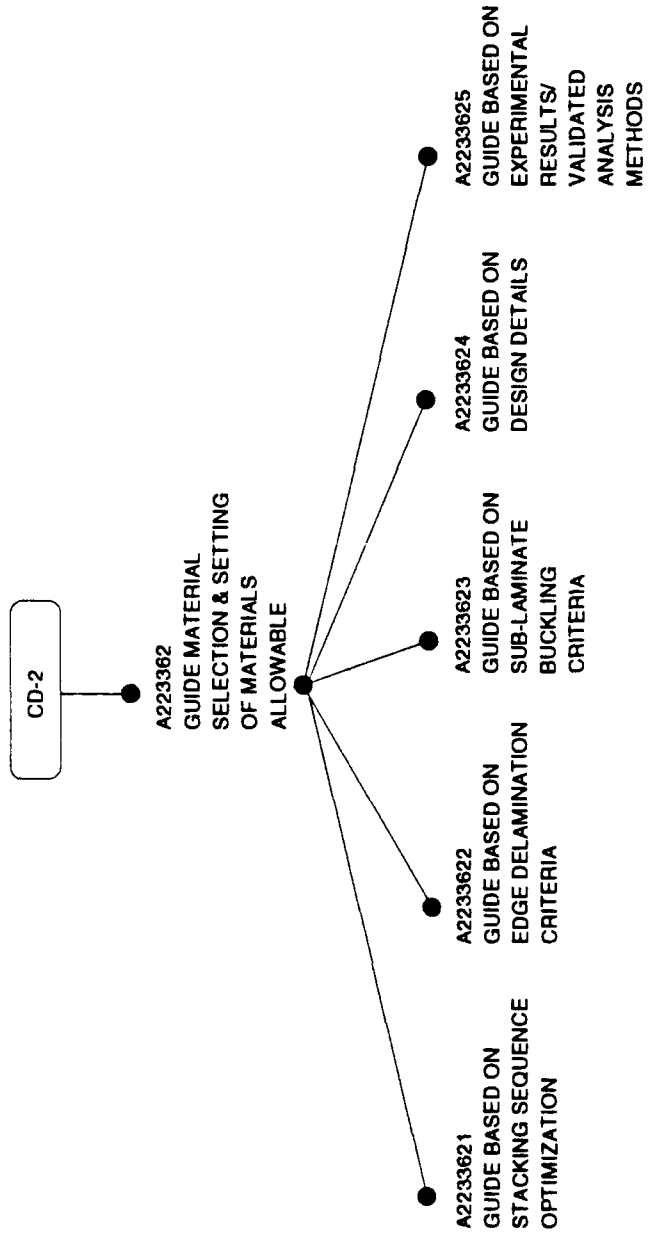 CD-2
A223362
GUIDE MATERIAL
SELECTION & SETTING
OF MATERIALS
ALLOWABLE
A2233621
GUIDE BASED ON
STACKING SEQUENCE
OPTIMIZATION
A2233622
GUIDE BASED ON
EDGE DELAMINATION
CRITERIA
A2233623
GUIDE BASED ON
SUB-LAMINATE
BUCKLING
CRITERIA
A2233624
GUIDE BASED ON
DESIGN DETAILS
A2233625
GUIDE BASED ON
EXPERIMENTAL
RESULTS/
VALIDATED
ANALYSIS
METHODS